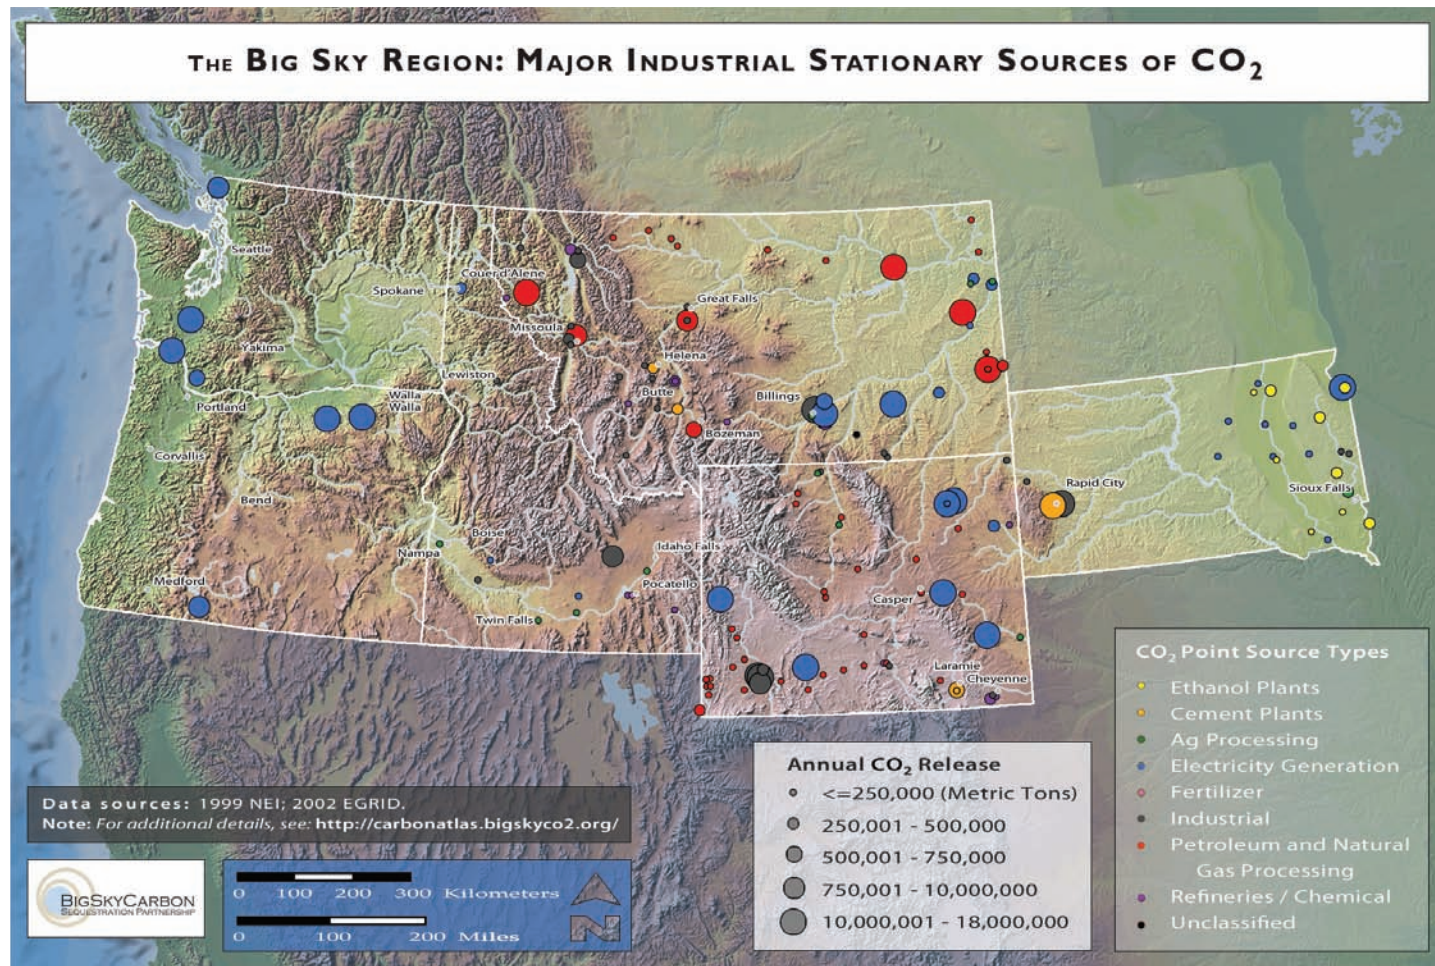 THE BIG SKY REGION: MAJOR INDUSTRIAL STATIONARY SOURCES OF CO2
Seattle
Couer d'Alene
Spokane
Great Falls
Missoula
Yakima
Helena
Lewiston
Walla
Walla
Butte
Billings
Portland
Bozeman
Corvallis
Rapid City
Sioux Falls
Bend
Boise
Idaho Falls
Nampa
Medford
Pocatello
Casper
Twin Falls
Laramie
Cheyenne
CO2 Point Source Types
Ethanol Plants
Cement Plants
Ag Processing
Electricity Generation
Fertilizer
Industrial
Petroleum and Natural
Gas Processing
Refineries / Chemical
Unclassified
Annual CO2 Release
<=250,000 (Metric Tons)
250,001 - 500,000
500,001 - 750,000
750,001 - 10,000,000
10,000,001 - 18,000,000
Data sources: 1999 NEI; 2002 EGRID.
Note: For additional details, see: http://carbonatlas.bigskyco2.org/
BIGSKYCARBON
SEQUESTRATION PARTNERSHIP
0 100 200 300 Kilometers
0 100 200 Miles
N